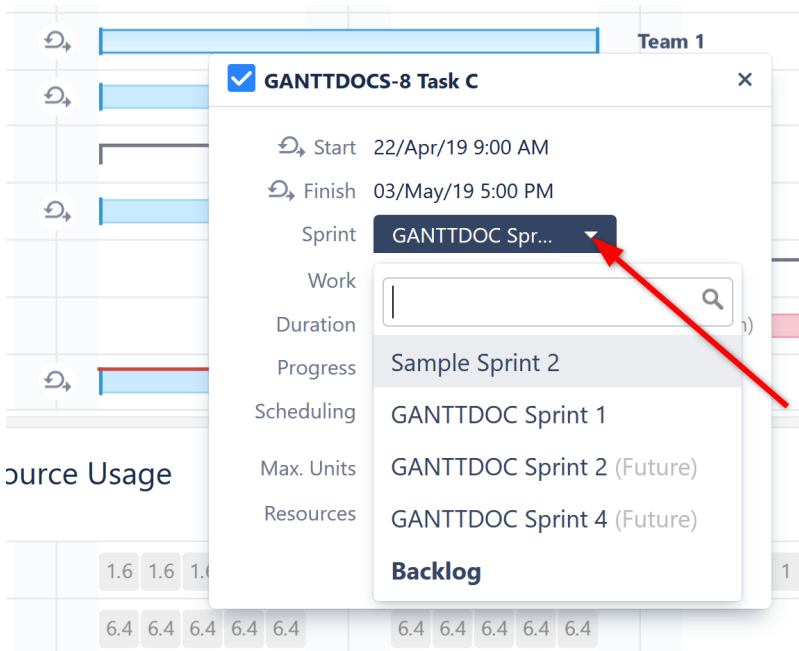 Team 1
GANTTDOCS-8 Task C
Start 22/Apr/19 9:00 AM
Finish 03/May/19 5:00 PM
Sprint GANTTDOC Spr...
Work
Duration
Progress
Scheduling
Max. Units
Resources
Sample Sprint 2
GANTTDOC Sprint 1
GANTTDOC Sprint 2 (Future)
GANTTDOC Sprint 4 (Future)
Backlog
Usage
1.6 1.6 1
6.4 6.4 6.4 6.4 6.4 6.4 6.4 6.4 6.4 6.4